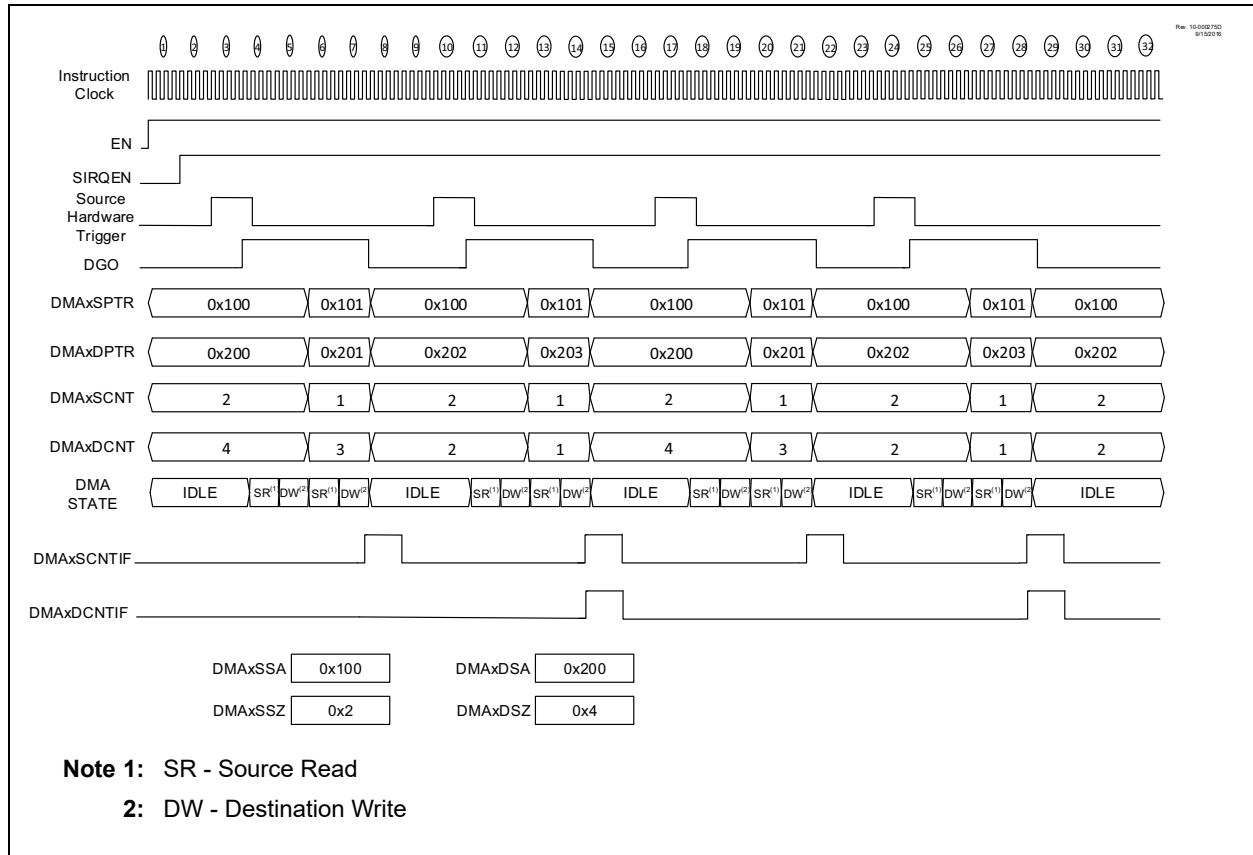 Rev. 10-000275D
9/15/2016
1 2 3 4 5 6 7 8 9 10 11 12 13 14 15 16 17 18 19 20 21 22 23 24 25 26 27 28 29 30 31 32
Instruction
Clock
EN
SIRQEN
Source
Hardware
Trigger
DGO
DMAxSPTR 0x100 0x101 0x100 0x101 0x100 0x101 0x100 0x101 0x100
DMAxDPTR 0x200 0x201 0x202 0x203 0x200 0x201 0x202 0x203 0x202
DMAxSCNT 2 1 2 1 2 1 2 1 2
DMAxDCNT 4 3 2 1 4 3 2 1 2
DMA
STATE
IDLE SR(1) DW(2) SR(1) DW(2) IDLE SR(1) DW(2) SR(1) DW(2) IDLE SR(1) DW(2) SR(1) DW(2) IDLE SR(1) DW(2) SR(1) DW(2) IDLE
DMAxSCNTIF
DMAxDCNTIF
DMAxSSA 0x100 DMAxDSA 0x200
DMAxSSZ 0x2 DMAxDSZ 0x4
Note 1: SR - Source Read
2: DW - Destination Write